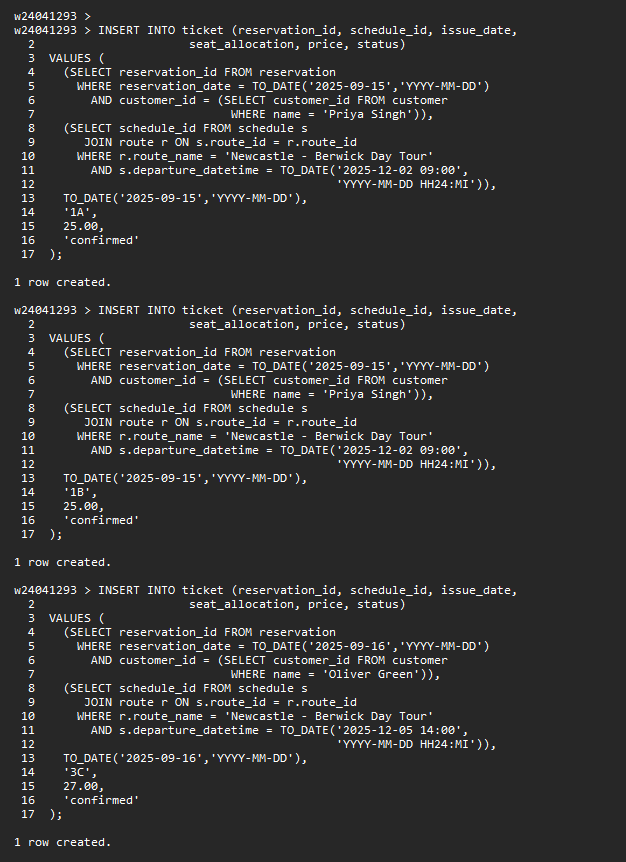 w24041293 >
w24041293 > INSERT INTO ticket (reservation_id, schedule_id, issue_date,
  2                      seat_allocation, price, status)
  3  VALUES (
  4    (SELECT reservation_id FROM reservation
  5      WHERE reservation_date = TO_DATE('2025-09-15','YYYY-MM-DD')
  6        AND customer_id = (SELECT customer_id FROM customer
  7                            WHERE name = 'Priya Singh')),
  8    (SELECT schedule_id FROM schedule s
  9       JOIN route r ON s.route_id = r.route_id
 10      WHERE r.route_name = 'Newcastle - Berwick Day Tour'
 11        AND s.departure_datetime = TO_DATE('2025-12-02 09:00',
 12                                           'YYYY-MM-DD HH24:MI')),
 13    TO_DATE('2025-09-15','YYYY-MM-DD'),
 14    '1A',
 15    25.00,
 16    'confirmed'
 17  );

1 row created.

w24041293 > INSERT INTO ticket (reservation_id, schedule_id, issue_date,
  2                      seat_allocation, price, status)
  3  VALUES (
  4    (SELECT reservation_id FROM reservation
  5      WHERE reservation_date = TO_DATE('2025-09-15','YYYY-MM-DD')
  6        AND customer_id = (SELECT customer_id FROM customer
  7                            WHERE name = 'Priya Singh')),
  8    (SELECT schedule_id FROM schedule s
  9       JOIN route r ON s.route_id = r.route_id
 10      WHERE r.route_name = 'Newcastle - Berwick Day Tour'
 11        AND s.departure_datetime = TO_DATE('2025-12-02 09:00',
 12                                           'YYYY-MM-DD HH24:MI')),
 13    TO_DATE('2025-09-15','YYYY-MM-DD'),
 14    '1B',
 15    25.00,
 16    'confirmed'
 17  );

1 row created.

w24041293 > INSERT INTO ticket (reservation_id, schedule_id, issue_date,
  2                      seat_allocation, price, status)
  3  VALUES (
  4    (SELECT reservation_id FROM reservation
  5      WHERE reservation_date = TO_DATE('2025-09-16','YYYY-MM-DD')
  6        AND customer_id = (SELECT customer_id FROM customer
  7                            WHERE name = 'Oliver Green')),
  8    (SELECT schedule_id FROM schedule s
  9       JOIN route r ON s.route_id = r.route_id
 10      WHERE r.route_name = 'Newcastle - Berwick Day Tour'
 11        AND s.departure_datetime = TO_DATE('2025-12-05 14:00',
 12                                           'YYYY-MM-DD HH24:MI')),
 13    TO_DATE('2025-09-16','YYYY-MM-DD'),
 14    '3C',
 15    27.00,
 16    'confirmed'
 17  );

1 row created.